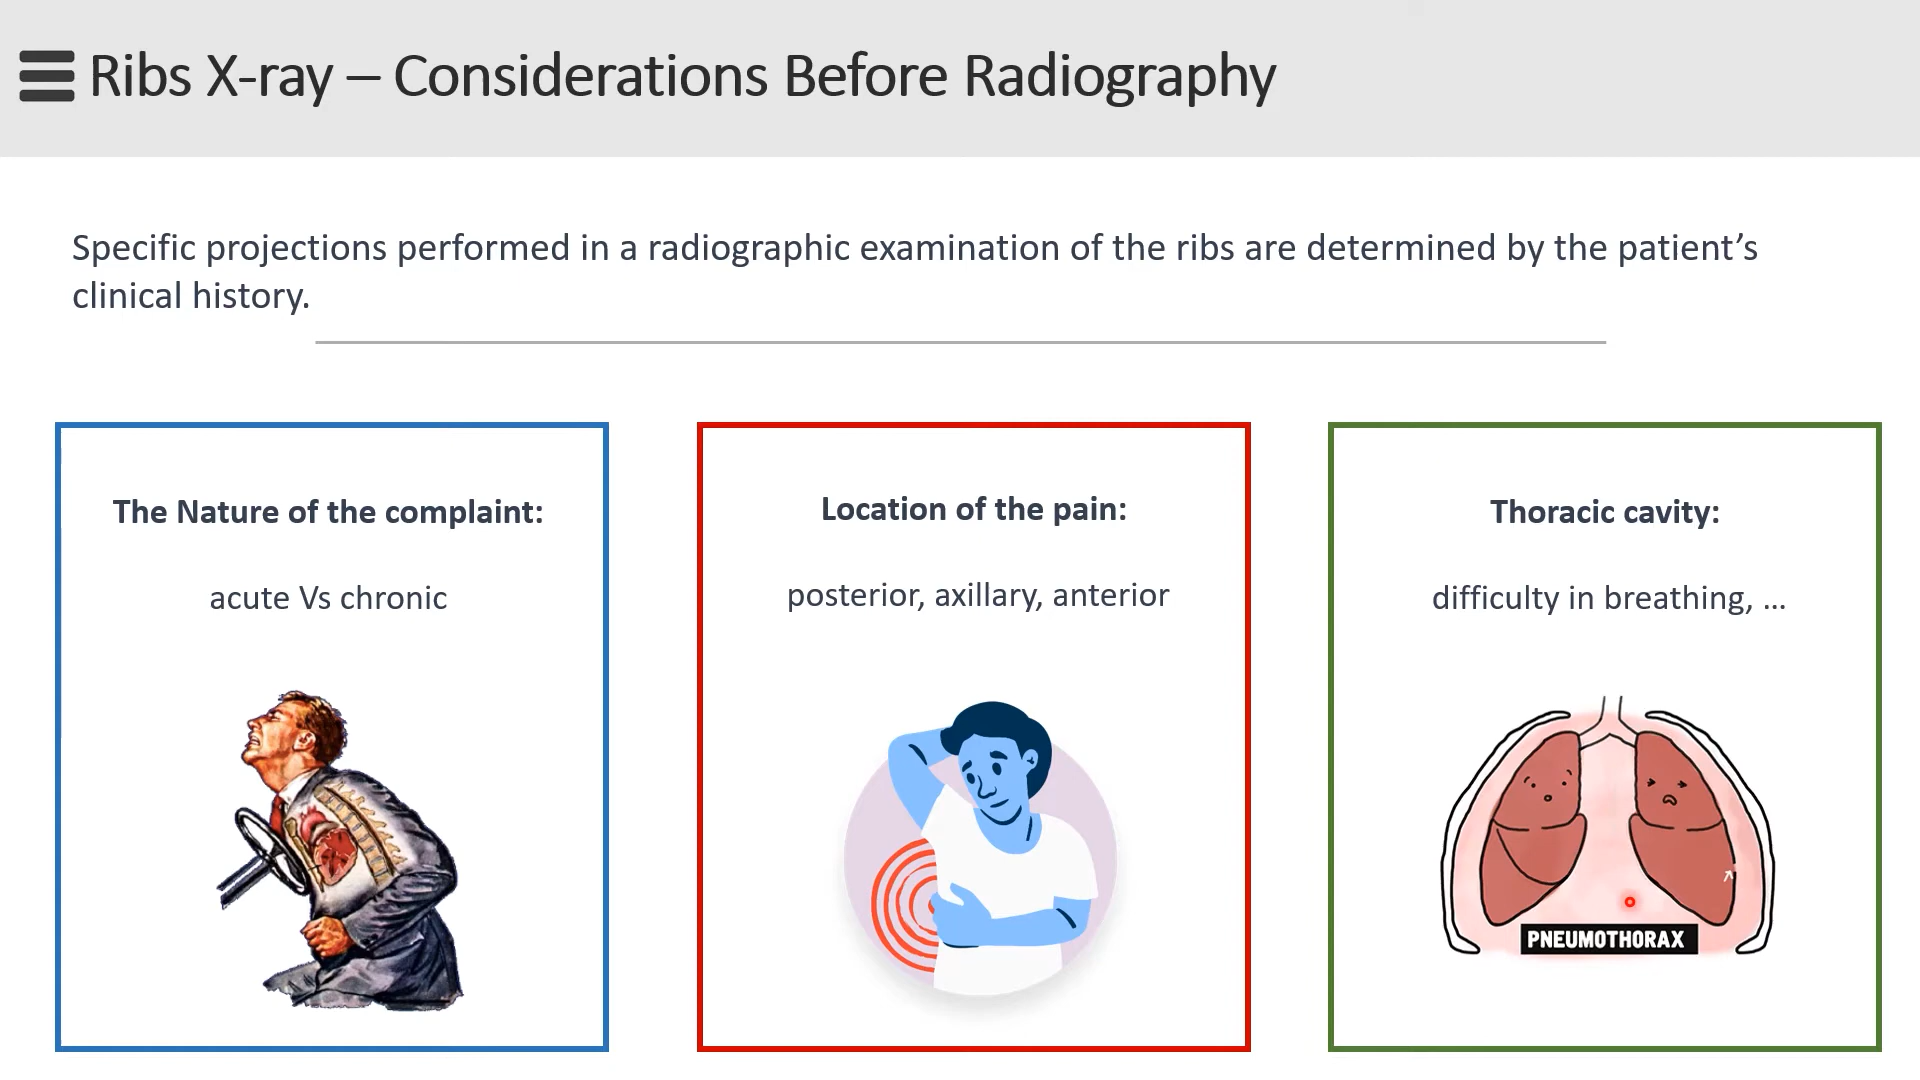 Ribs X-ray – Considerations Before Radiography
Specific projections performed in a radiographic examination of the ribs are determined by the patient’s
clinical history.
The Nature of the complaint:
acute Vs chronic
Location of the pain:
posterior, axillary, anterior
Thoracic cavity:
difficulty in breathing, ...
PNEUMOTHORAX